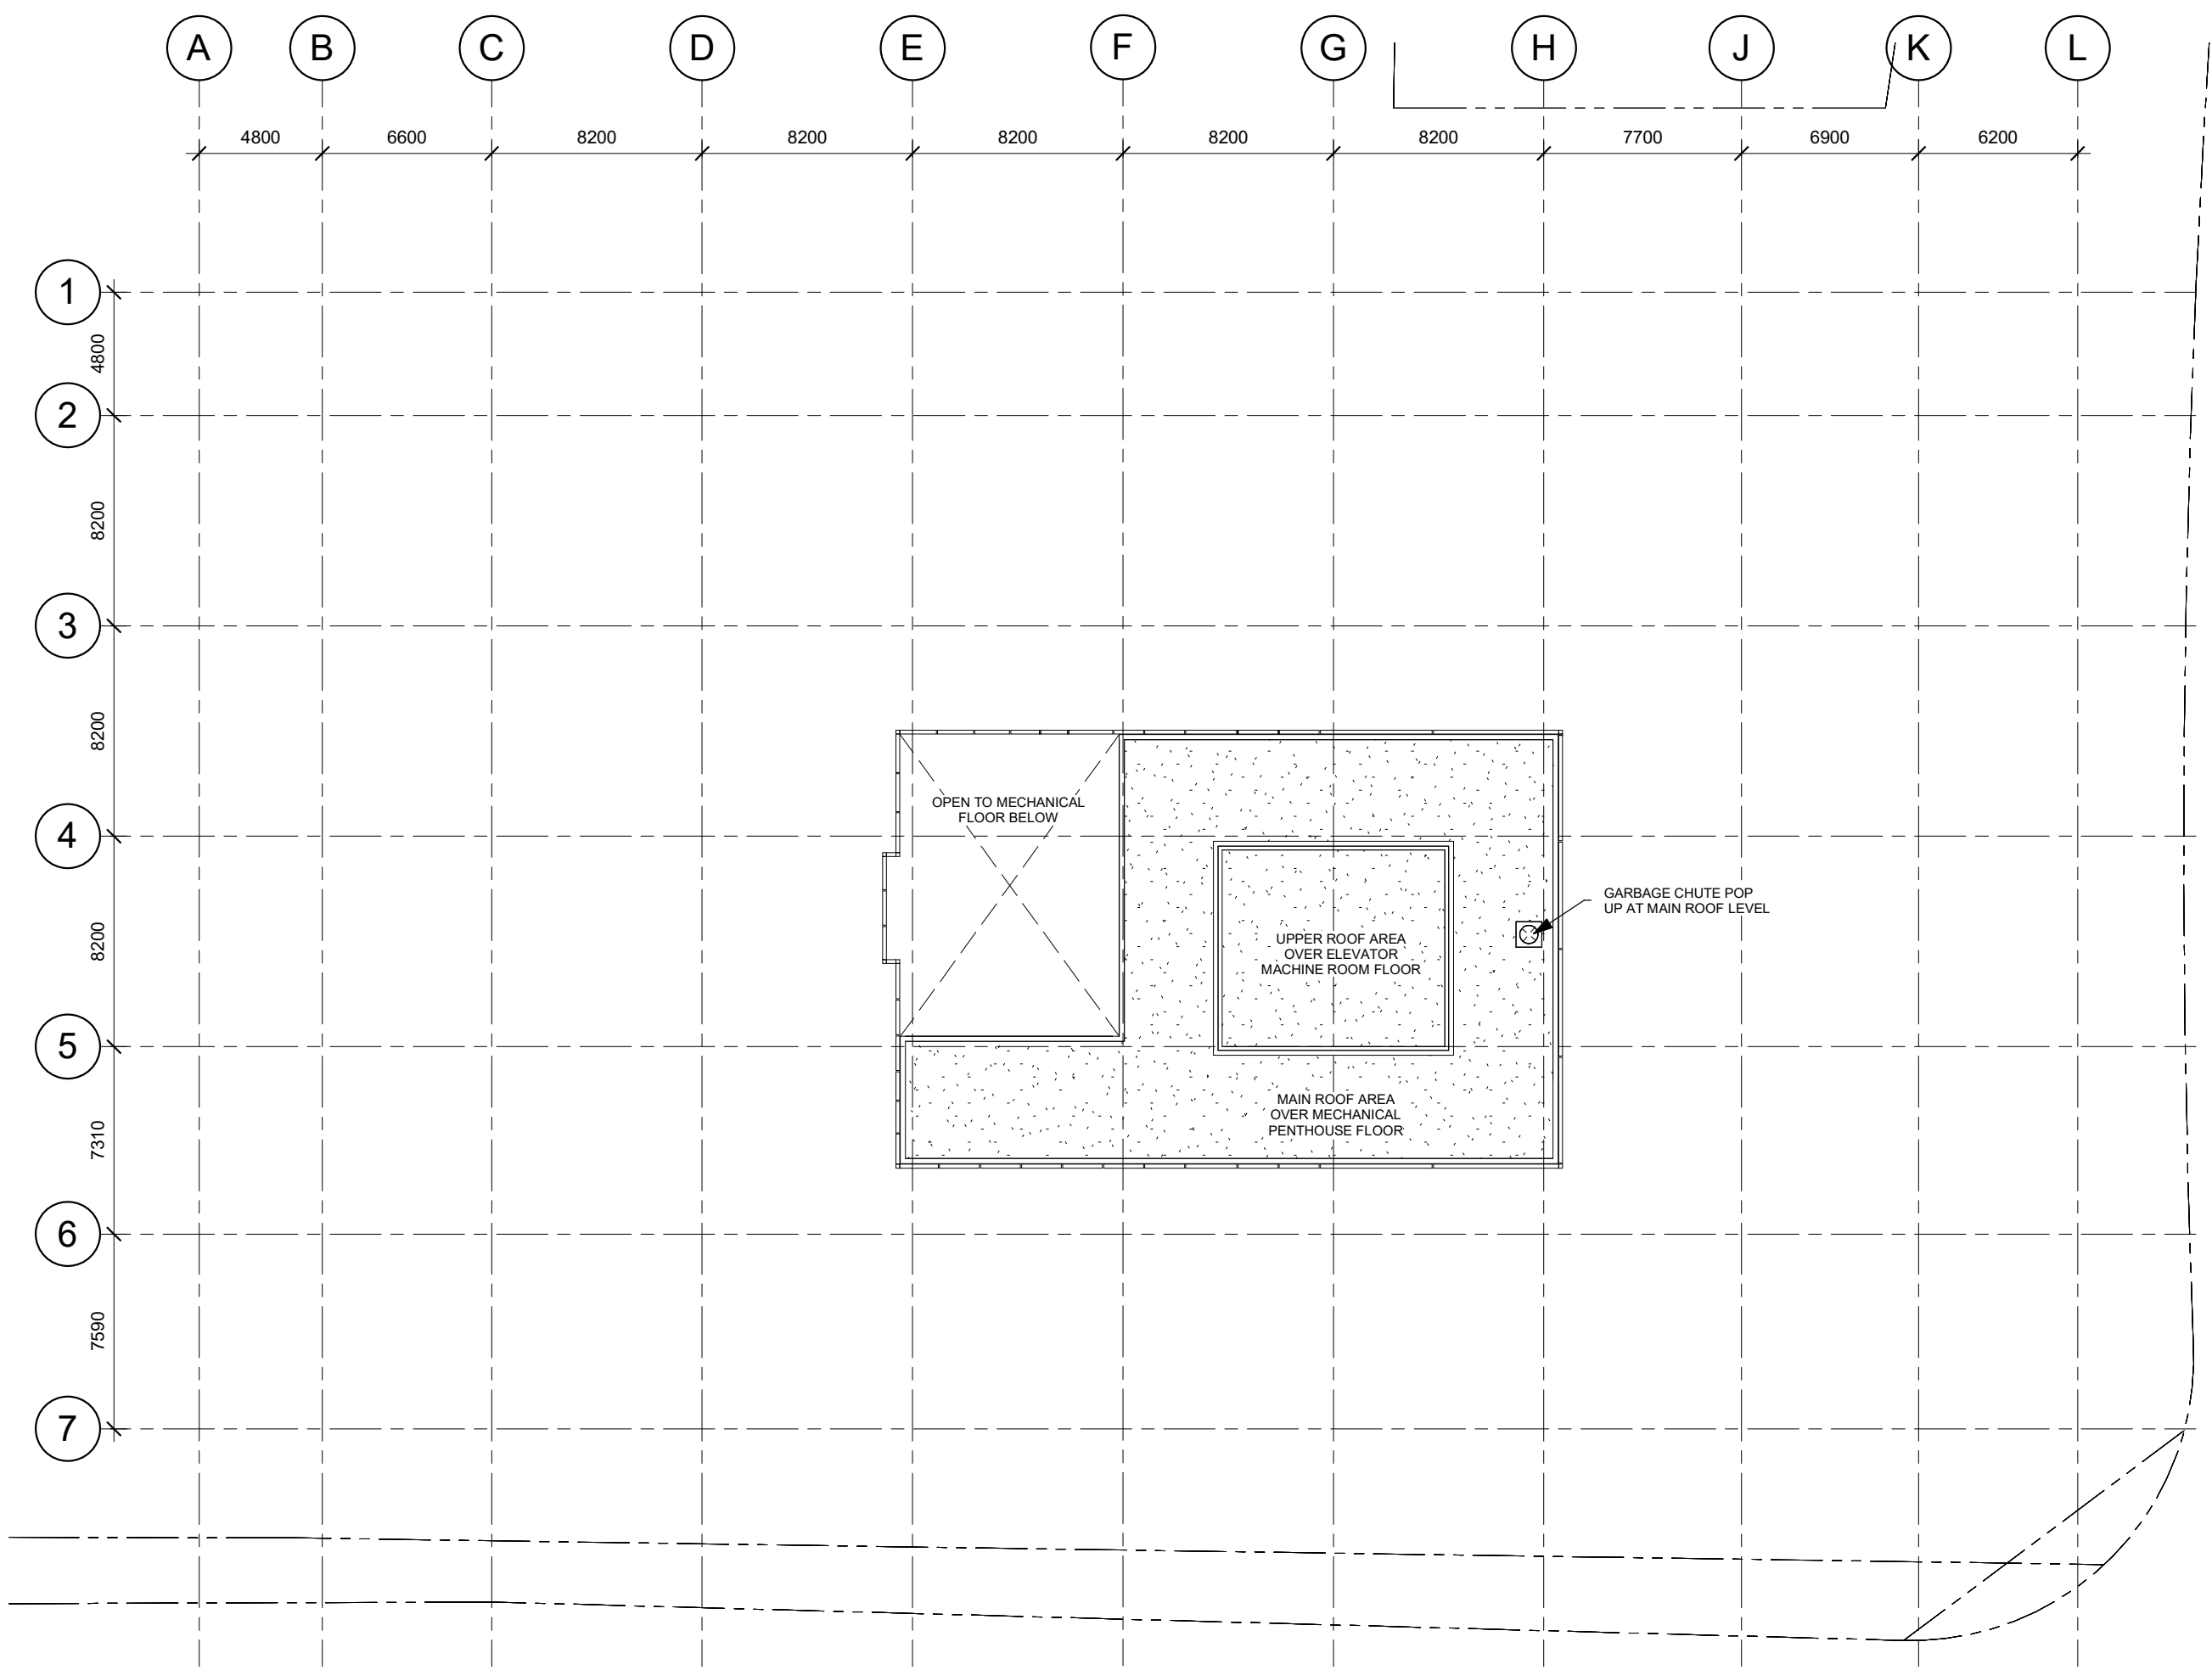 A B C D E F G H J K L
4800 6600 8200 8200 8200 8200 8200 7700 6900 6200
1
4800
2
8200
3
8200
4
8200
5
7310
6
7590
7
OPEN TO MECHANICAL
FLOOR BELOW
GARBAGE CHUTE POP
UP AT MAIN ROOF LEVEL
UPPER ROOF AREA
OVER ELEVATOR
MACHINE ROOM FLOOR
MAIN ROOF AREA
OVER MECHANICAL
PENTHOUSE FLOOR